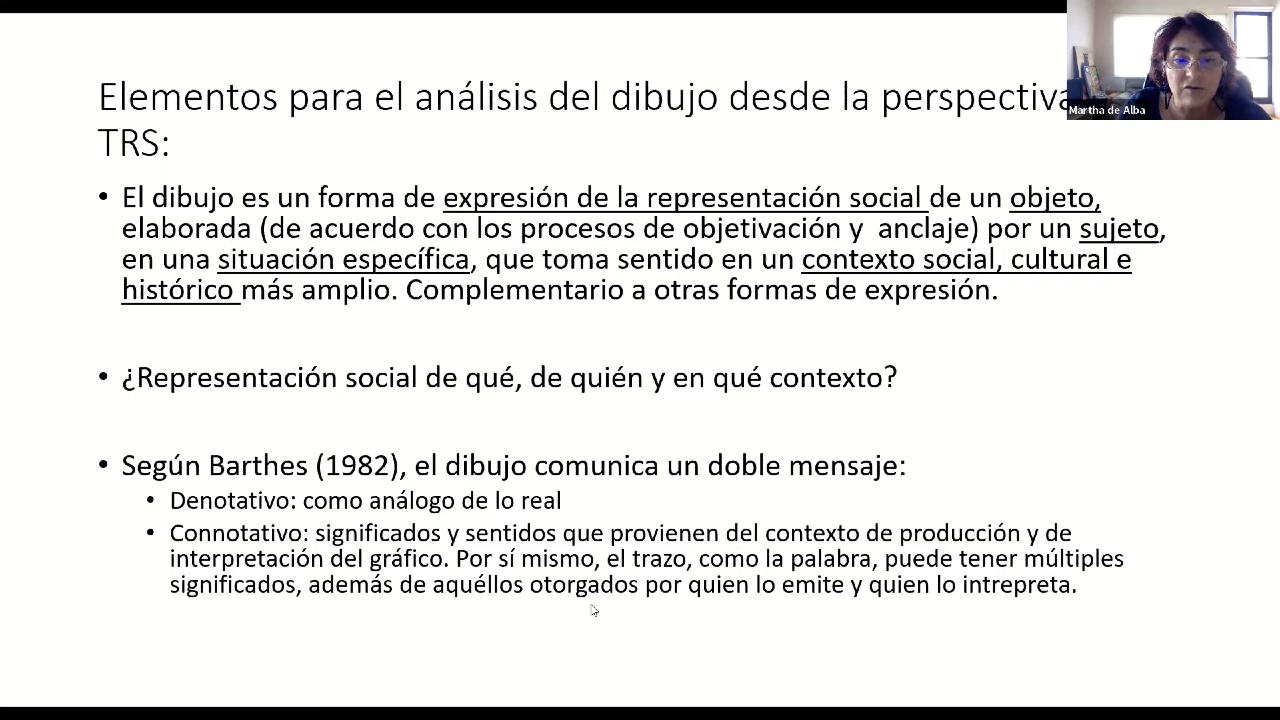 Elementos para el análisis del dibujo desde la perspectiva
TRS:
• El dibujo es un forma de expresión de la representación social de un objeto,
elaborada (de acuerdo con los procesos de objetivación y anclaje) por un sujeto,
en una situación específica, que toma sentido en un contexto social, cultural e
histórico más amplio. Complementario a otras formas de expresión.
• ¿Representación social de qué, de quién y en qué contexto?
• Según Barthes (1982), el dibujo comunica un doble mensaje:
• Denotativo: como análogo de lo real
• Connotativo: significados y sentidos que provienen del contexto de producción y de
interpretación del gráfico. Por sí mismo, el trazo, como la palabra, puede tener múltiples
significados, además de aquéllos otorgados por quien lo emite y quien lo intrepreta.
Martha de Alba